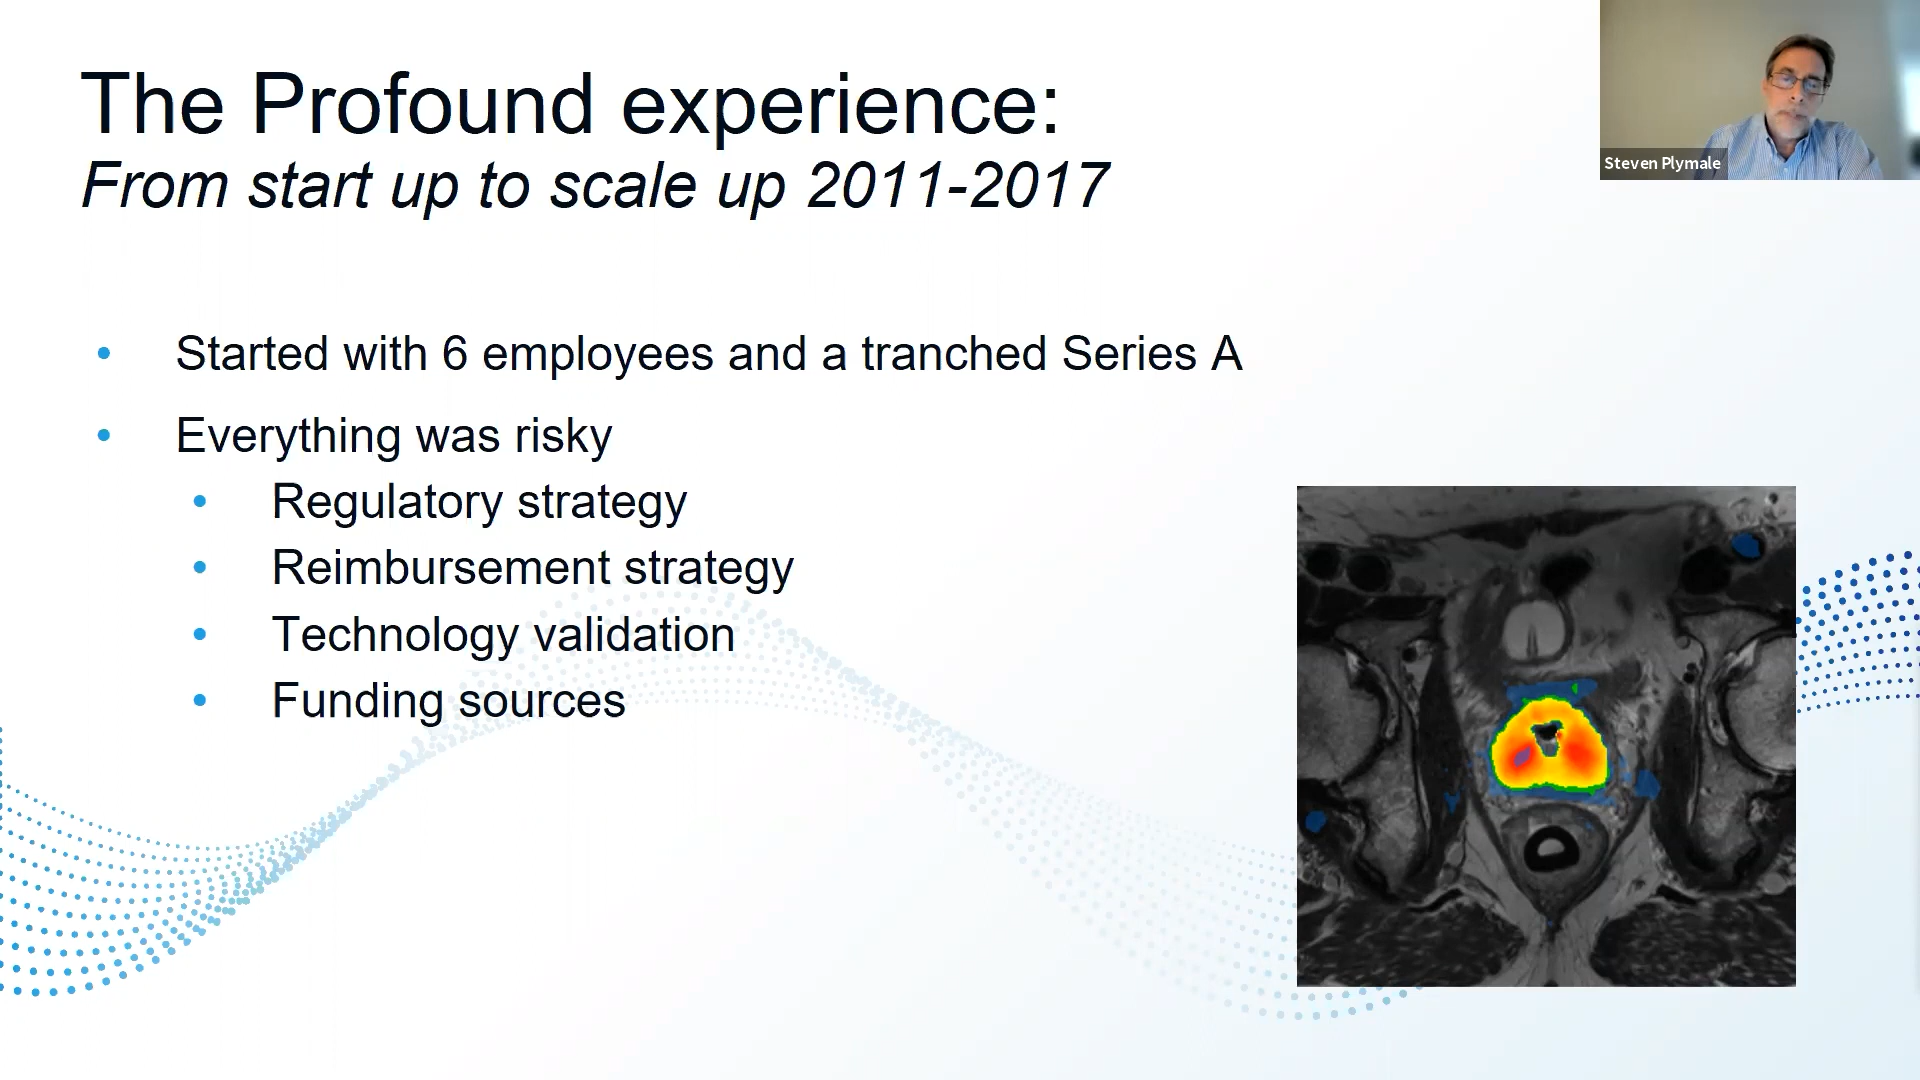 The Profound experience:
From start up to scale up 2011-2017
Steven Plymale
• Started with 6 employees and a tranched Series A
• Everything was risky
• Regulatory strategy
• Reimbursement strategy
• Technology validation
• Funding sources